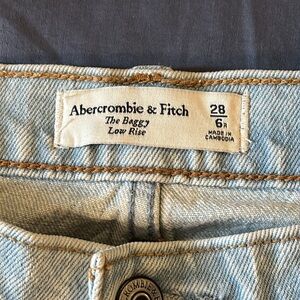 Abercrombie & Fitch
The Baggy
Low Rise
28
6R
MADE IN
CAMBODIA